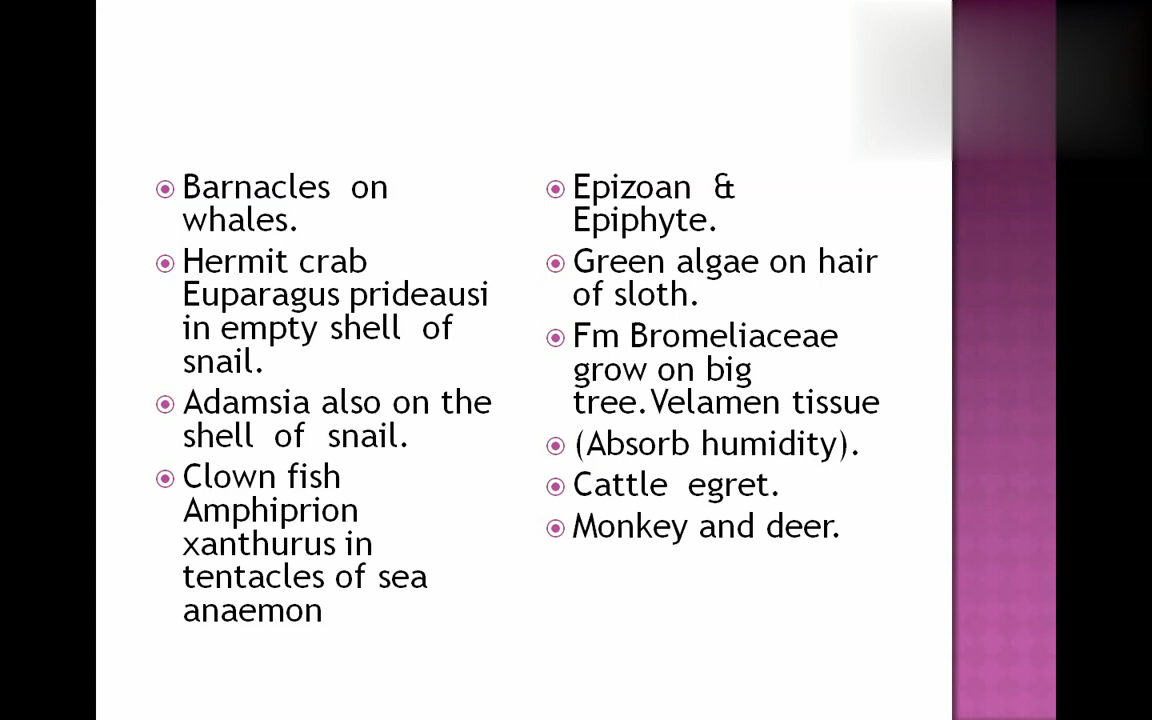 Barnacles on
whales.
Hermit crab
Euparagus prideausi
in empty shell of
snail.
Adamsia also on the
shell of snail.
Clown fish
Amphiprion
xanthurus in
tentacles of sea
anaemon
Epizoan &
Epiphyte.
Green algae on hair
of sloth.
Fm Bromeliaceae
grow on big
tree.Velamen tissue
(Absorb humidity).
Cattle egret.
Monkey and deer.